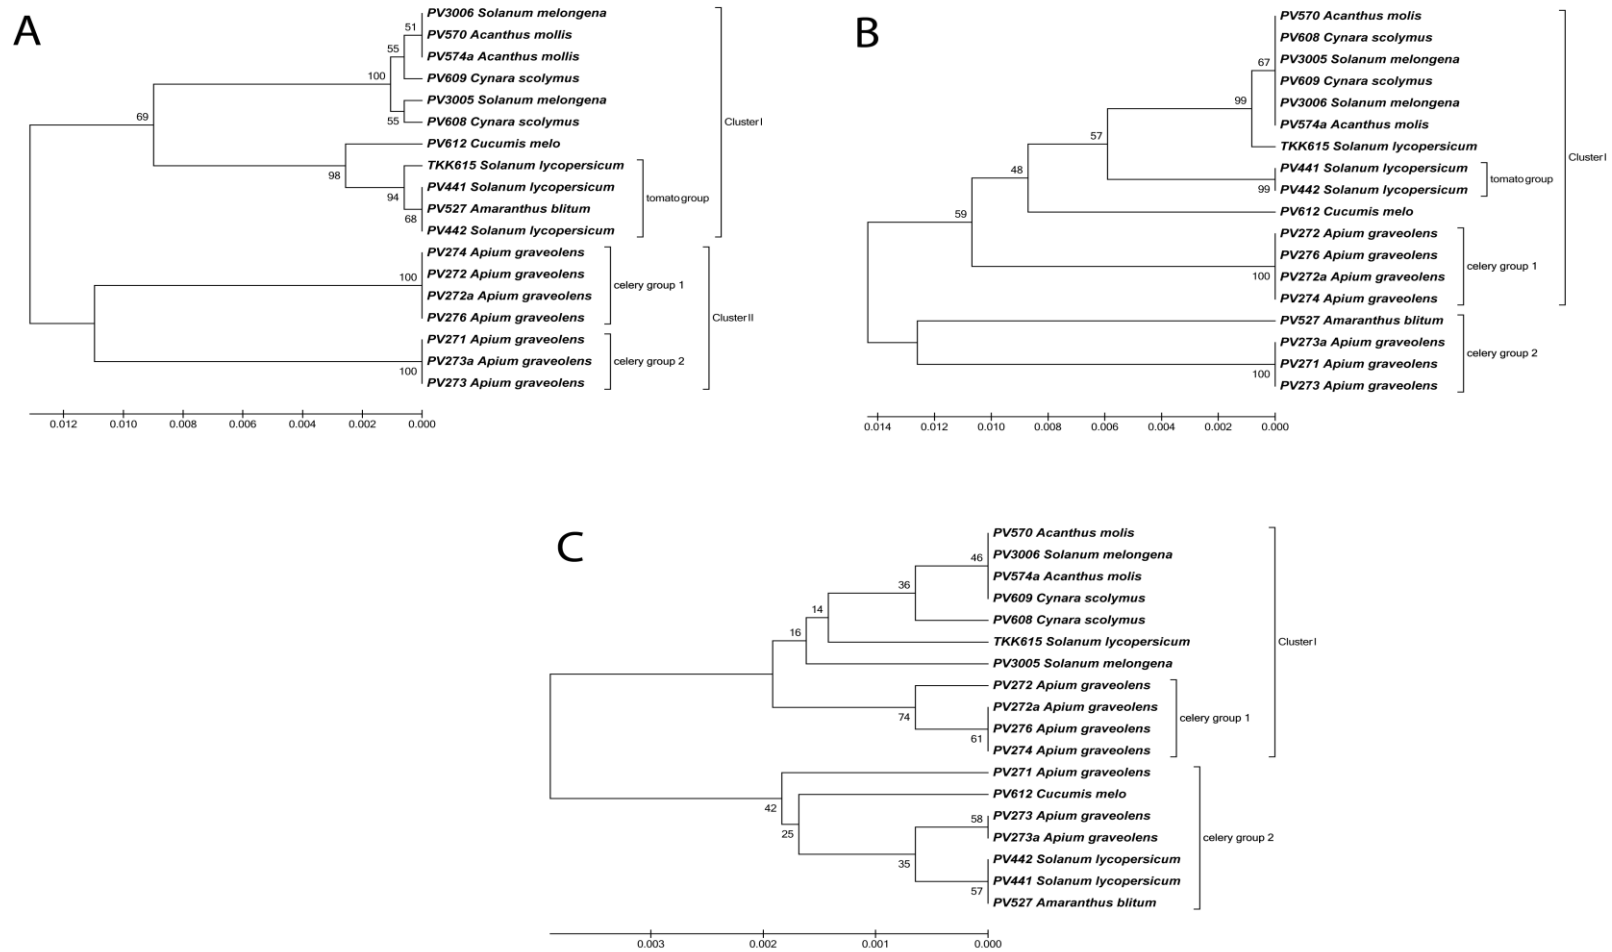 A
PV3006 Solanum melongena
51
PV570 Acanthus mollis
55
PV574a Acanthus mollis
100
PV609 Cynara scolymus
PV3005 Solanum melongena
69
55
PV608 Cynara scolymus
Cluster I
PV612 Cucumis melo
TKK615 Solanum lycopersicum
98
PV441 Solanum lycopersicum
94
tomato group
PV527 Amaranthus blitum
68
PV442 Solanum lycopersicum
PV274 Apium graveolens
100
PV272 Apium graveolens
celery group 1
PV272a Apium graveolens
PV276 Apium graveolens
Cluster II
PV271 Apium graveolens
PV273a Apium graveolens
celery group 2
100
PV273 Apium graveolens
0.012 0.010 0.008 0.006 0.004 0.002 0.000
B
PV570 Acanthus molis
PV608 Cynara scolymus
67
PV3005 Solanum melongena
PV609 Cynara scolymus
99
PV3006 Solanum melongena
PV574a Acanthus molis
57
TKK615 Solanum lycopersicum
Cluster I
48
PV441 Solanum lycopersicum
tomato group
99
PV442 Solanum lycopersicum
59
PV612 Cucumis melo
PV272 Apium graveolens
PV276 Apium graveolens
celery group 1
100
PV272a Apium graveolens
PV274 Apium graveolens
PV527 Amaranthus blitum
PV273a Apium graveolens
celery group 2
PV271 Apium graveolens
100
PV273 Apium graveolens
0.014 0.012 0.010 0.008 0.006 0.004 0.002 0.000
C
PV570 Acanthus molis
46
PV3006 Solanum melongena
36
PV574a Acanthus molis
PV609 Cynara scolymus
14
PV608 Cynara scolymus
16
TKK615 Solanum lycopersicum
Cluster I
PV3005 Solanum melongena
PV272 Apium graveolens
74
PV272a Apium graveolens
celery group 1
PV276 Apium graveolens
61
PV274 Apium graveolens
PV271 Apium graveolens
42
PV612 Cucumis melo
25
58
PV273 Apium graveolens
PV273a Apium graveolens
celery group 2
35
PV442 Solanum lycopersicum
PV441 Solanum lycopersicum
57
PV527 Amaranthus blitum
0.003 0.002 0.001 0.000